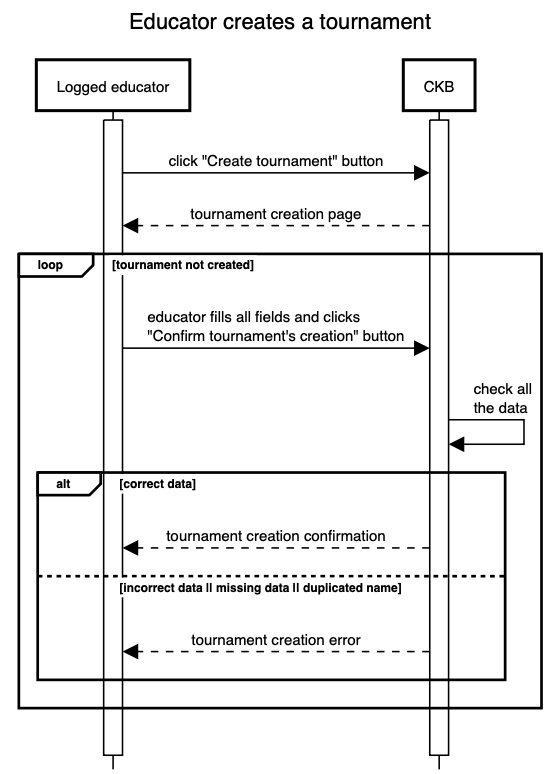 Educator creates a tournament
Logged educator
CKB
click "Create tournament" button
tournament creation page
loop
[tournament not created]
educator fills all fields and clicks
"Confirm tournament's creation" button
check all
the data
alt
[correct data]
tournament creation confirmation
[incorrect data || missing data || duplicated name]
tournament creation error